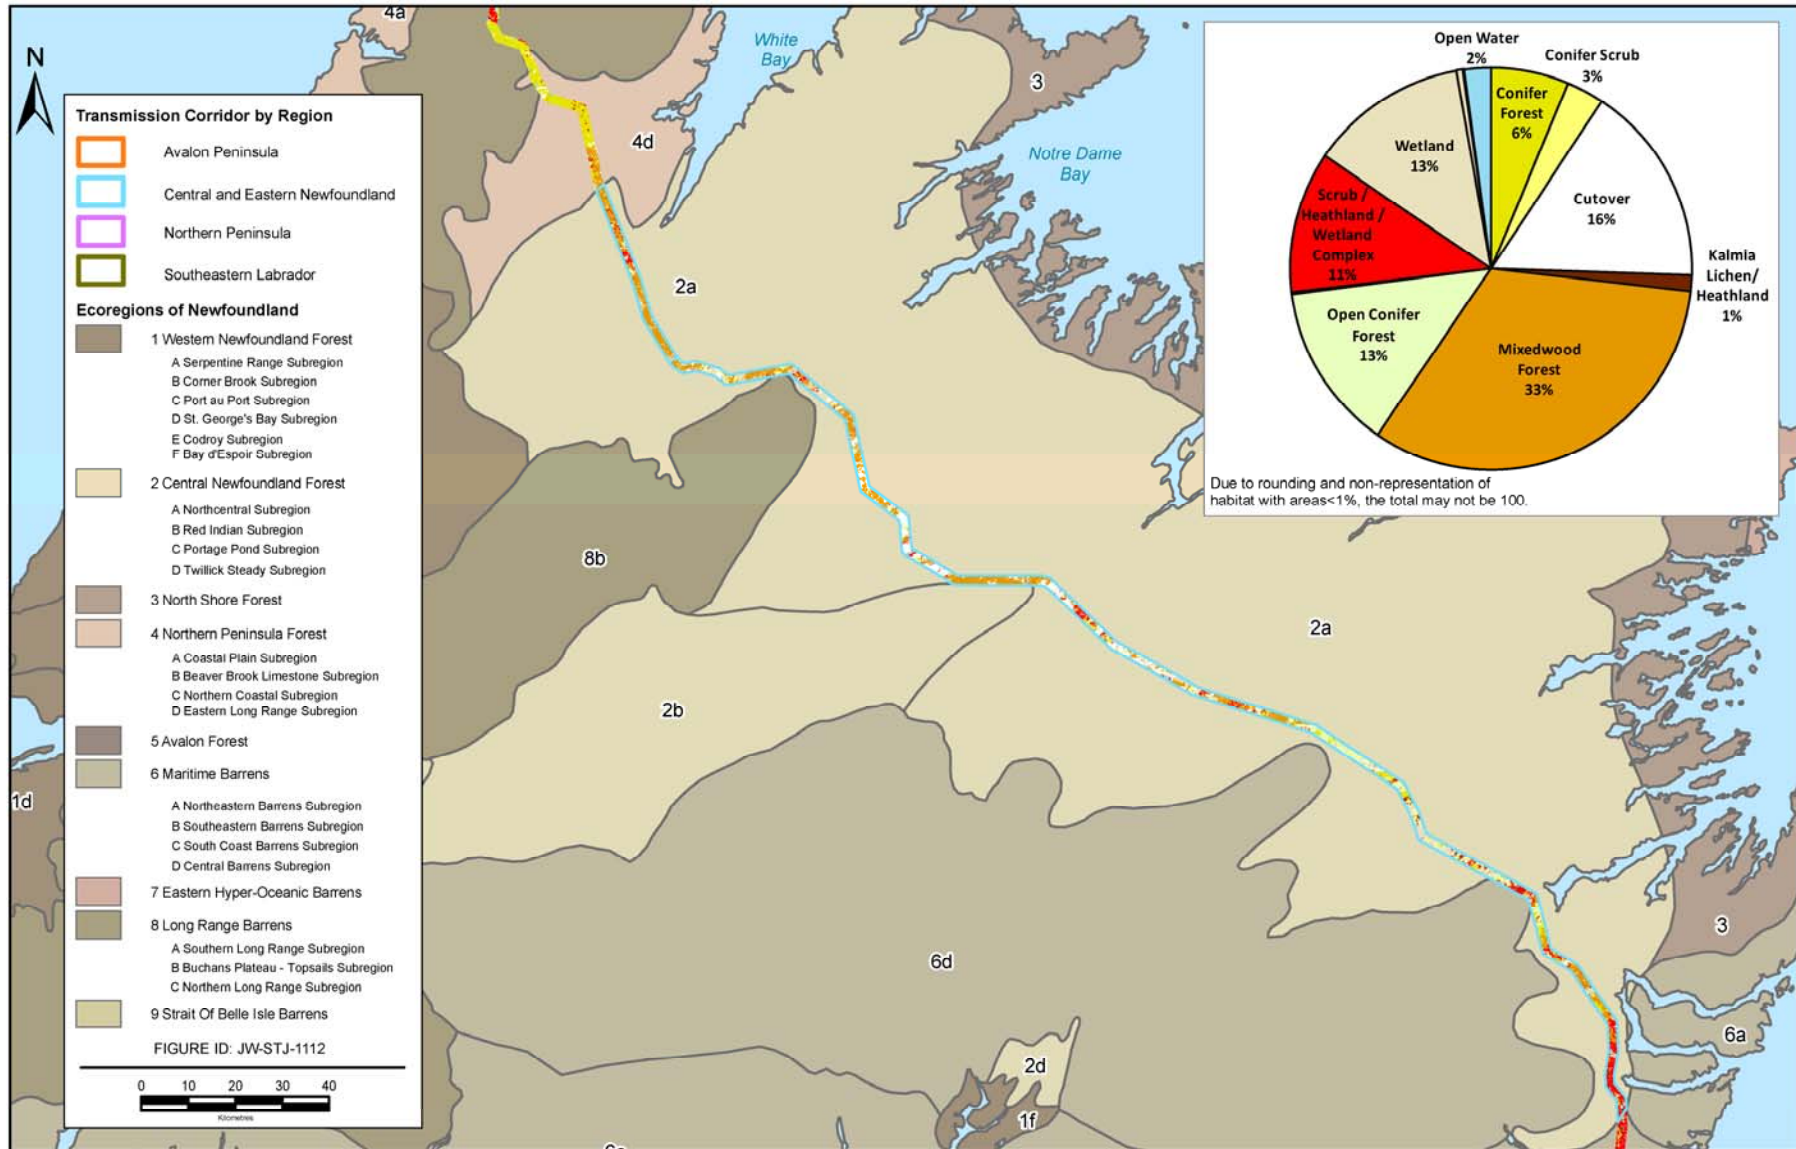 4a
N
White
Bay
3
4d
Notre Dame
Bay
2a
8b
2b
2a
1d
6d
3
6a
2d
1f
Transmission Corridor by Region
Avalon Peninsula
Central and Eastern Newfoundland
Northern Peninsula
Southeastern Labrador
Ecoregions of Newfoundland
1 Western Newfoundland Forest
A Serpentine Range Subregion
B Corner Brook Subregion
C Port au Port Subregion
D St. George's Bay Subregion
E Codroy Subregion
F Bay d'Espoir Subregion
2 Central Newfoundland Forest
A Northcentral Subregion
B Red Indian Subregion
C Portage Pond Subregion
D Twillick Steady Subregion
3 North Shore Forest
4 Northern Peninsula Forest
A Coastal Plain Subregion
B Beaver Brook Limestone Subregion
C Northern Coastal Subregion
D Eastern Long Range Subregion
5 Avalon Forest
6 Maritime Barrens
A Northeastern Barrens Subregion
B Southeastern Barrens Subregion
C South Coast Barrens Subregion
D Central Barrens Subregion
7 Eastern Hyper-Oceanic Barrens
8 Long Range Barrens
A Southern Long Range Subregion
B Buchans Plateau - Topsails Subregion
C Northern Long Range Subregion
9 Strait Of Belle Isle Barrens
FIGURE ID: JW-STJ-1112
0 10 20 30 40
Kilometres
Open Water
2%
Conifer Scrub
3%
Conifer
Forest
6%
Cutover
16%
Kalmia
Lichen/
Heathland
1%
Mixedwood
Forest
33%
Open Conifer
Forest
13%
Scrub /
Heathland /
Wetland
Complex
11%
Wetland
13%
Due to rounding and non-representation of
habitat with areas<1%, the total may not be 100.